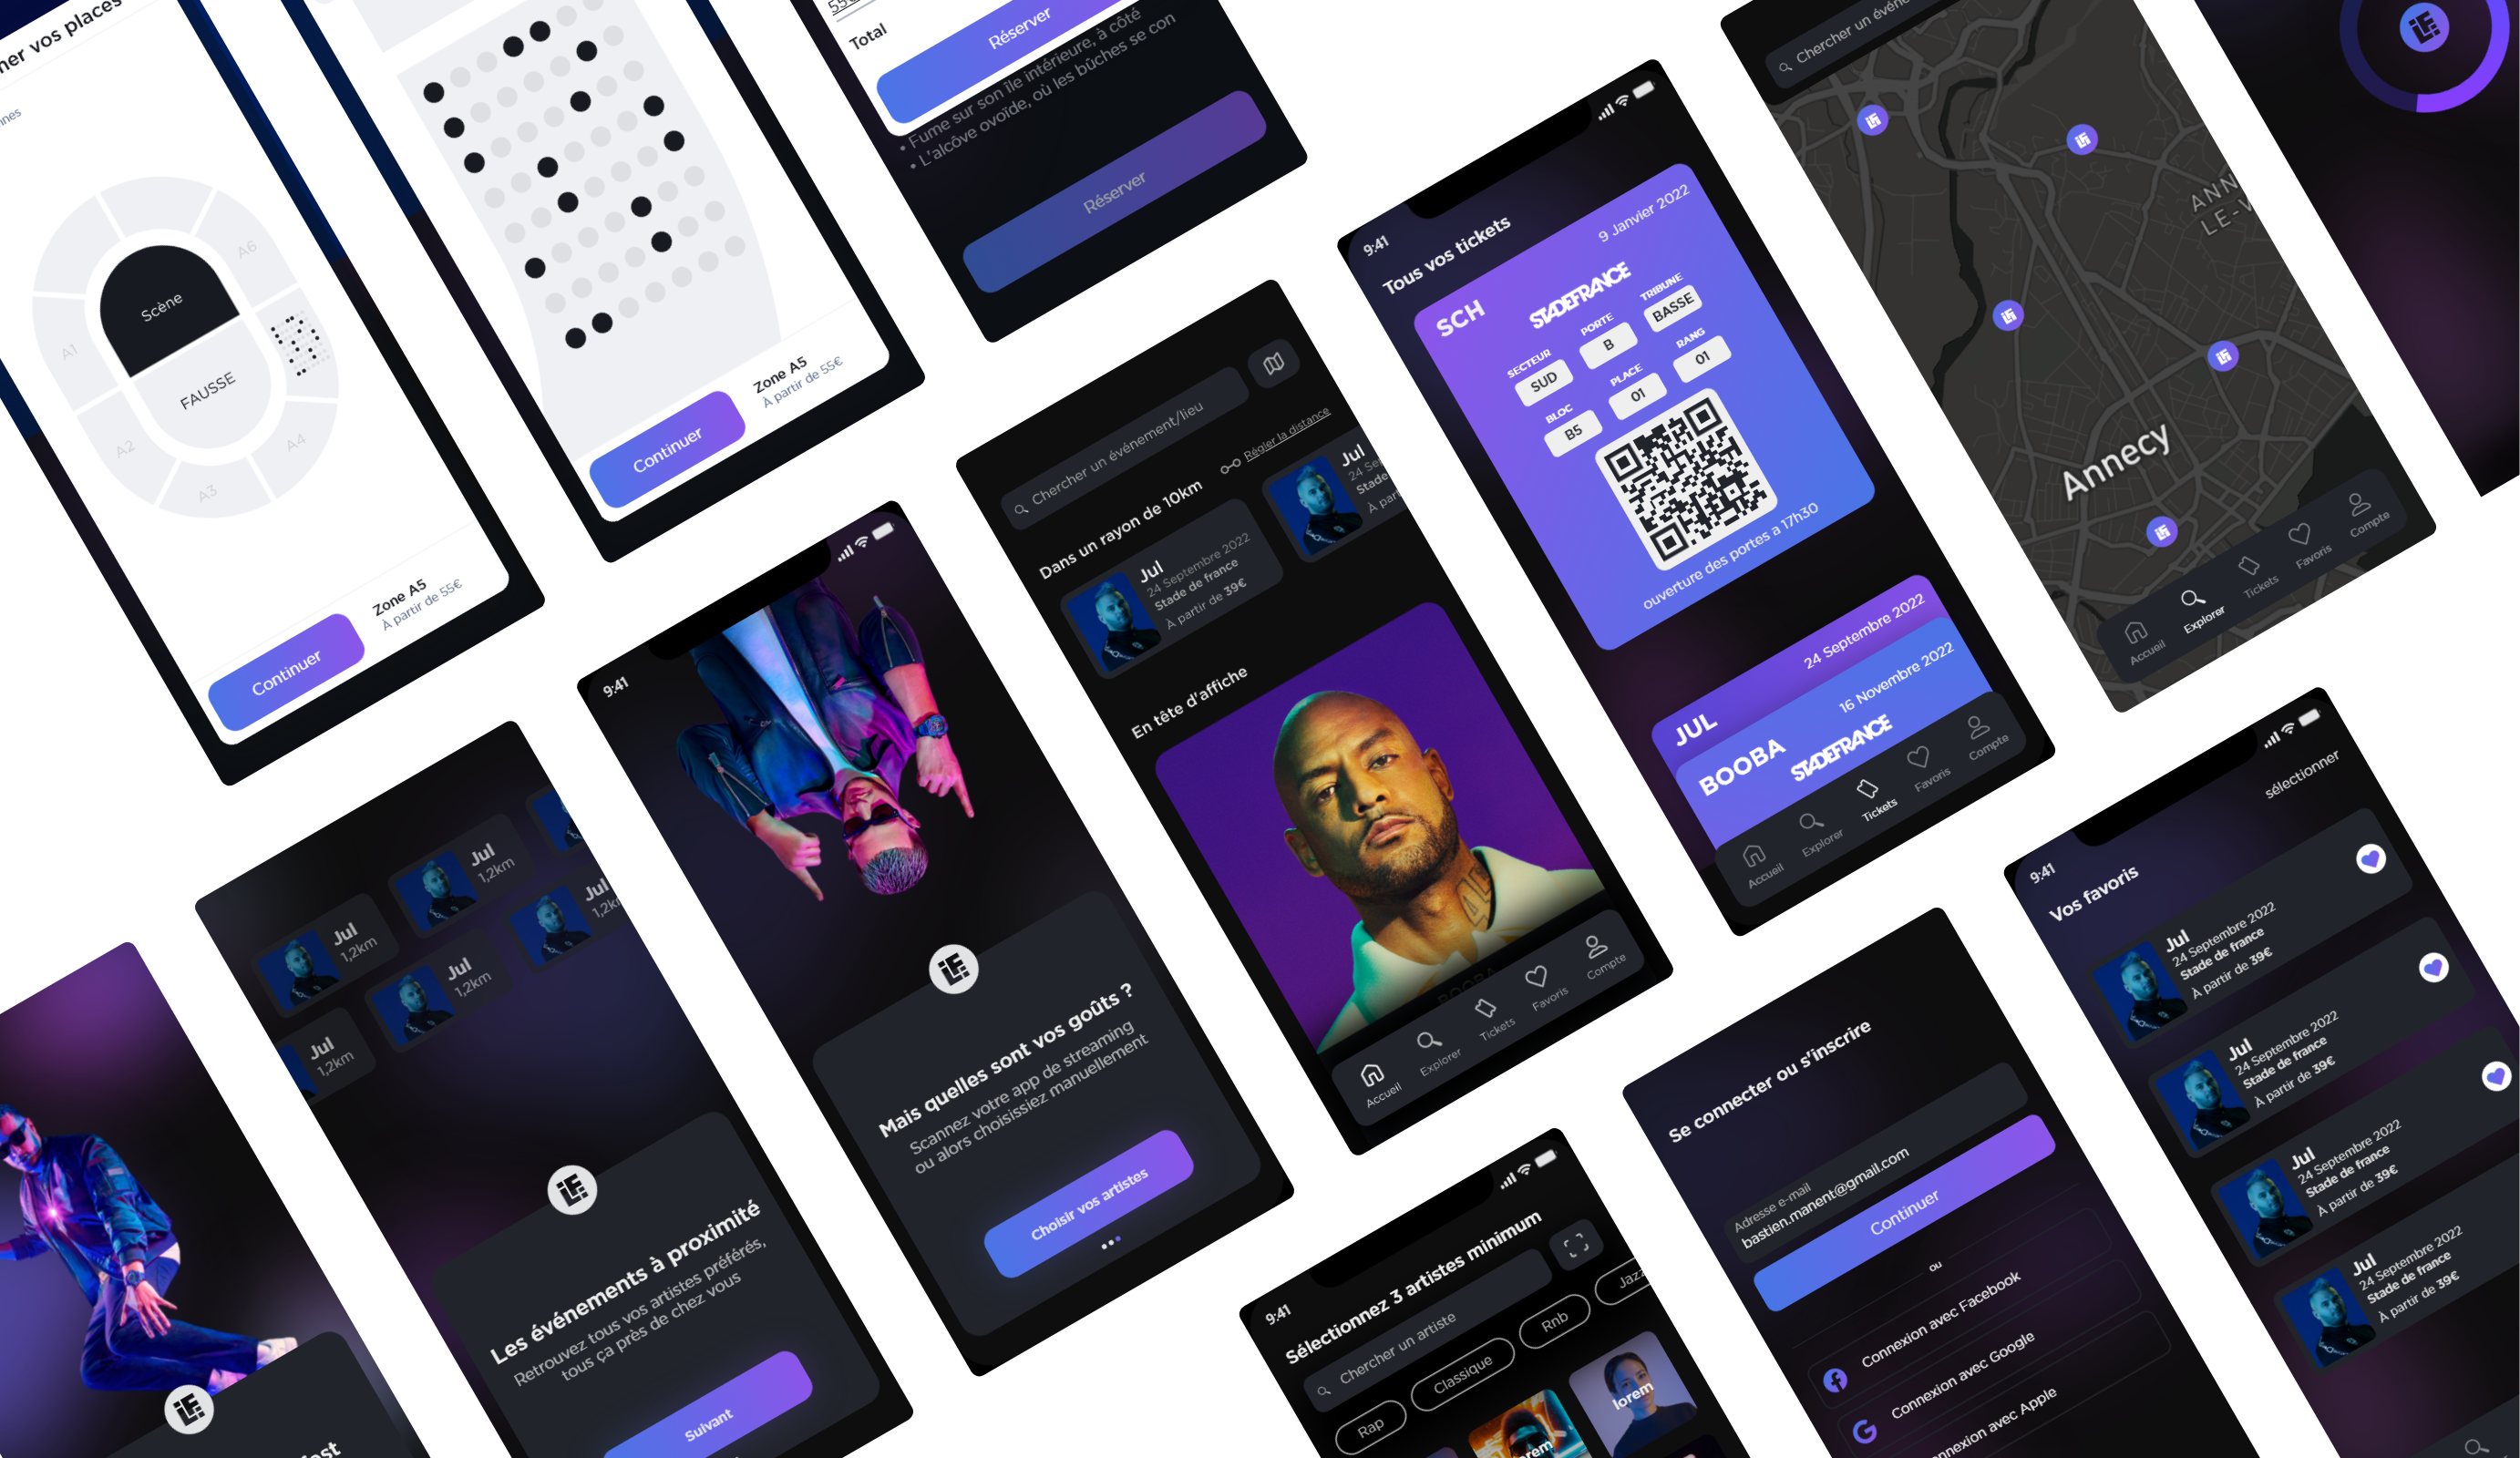 vos places
A6
Scène
A1
FAUSSE
A2
A4
A3
Zone A5
À partir de 55€
Continuer
Zone A5
À partir de 55€
Continuer
Total
Réserver
• Fume sur son île intérieure, à côté
• L'alcôve ovoïde, où les bûches se con
Réserver
9:41
Tous vos tickets
SCH
9 Janvier 2022
STADEFRANCE
SECTEUR
PORTE
TRIBUNE
SUD
B
BASSE
BLOC
PLACE
RANG
B5
01
01
ouverture des portes a 17h30
JUL
24 Septembre 2022
BOOBA
16 Novembre 2022
STADEFRANCE
Accueil
Explorer
Tickets
Favoris
Compte
Chercher un événe
ANN
LE-V
Annecy
Accueil
Explorer
Tickets
Favoris
Compte
Chercher un événement/lieu
Dans un rayon de 10km
Régler la distance
Jul
24 Septembre 2022
Stade de france
À partir de 39€
Jul
24 Se
Stade
À par
En tête d'affiche
BOOBA
Accueil
Explorer
Tickets
Favoris
Compte
9:41
Mais quelles sont vos goûts ?
Scannez votre app de streaming
ou alors choisissiez manuellement
Choisir vos artistes
Jul
1,2km
Jul
1,2km
Jul
1,2km
Jul
1,2km
Jul
1,2k
Les événements à proximité
Retrouvez tous vos artistes préférés,
tous ça près de chez vous
Suivant
9:41
Sélectionnez 3 artistes minimum
Chercher un artiste
Rap
Classique
Rnb
Jazz
lorem
Se connecter ou s'inscrire
Adresse e-mail
bastien.manent@gmail.com
Continuer
ou
Connexion avec Facebook
Connexion avec Google
nnexion avec Apple
9:41
sélectionner
Vos favoris
Jul
24 Septembre 2022
Stade de france
À partir de 39€
Jul
24 Septembre 2022
Stade de france
À partir de 39€
Jul
24 Septembre 2022
Stade de france
À partir de 39€
Jul
24 Septembre 2022
Stade de france
À partir de 39€